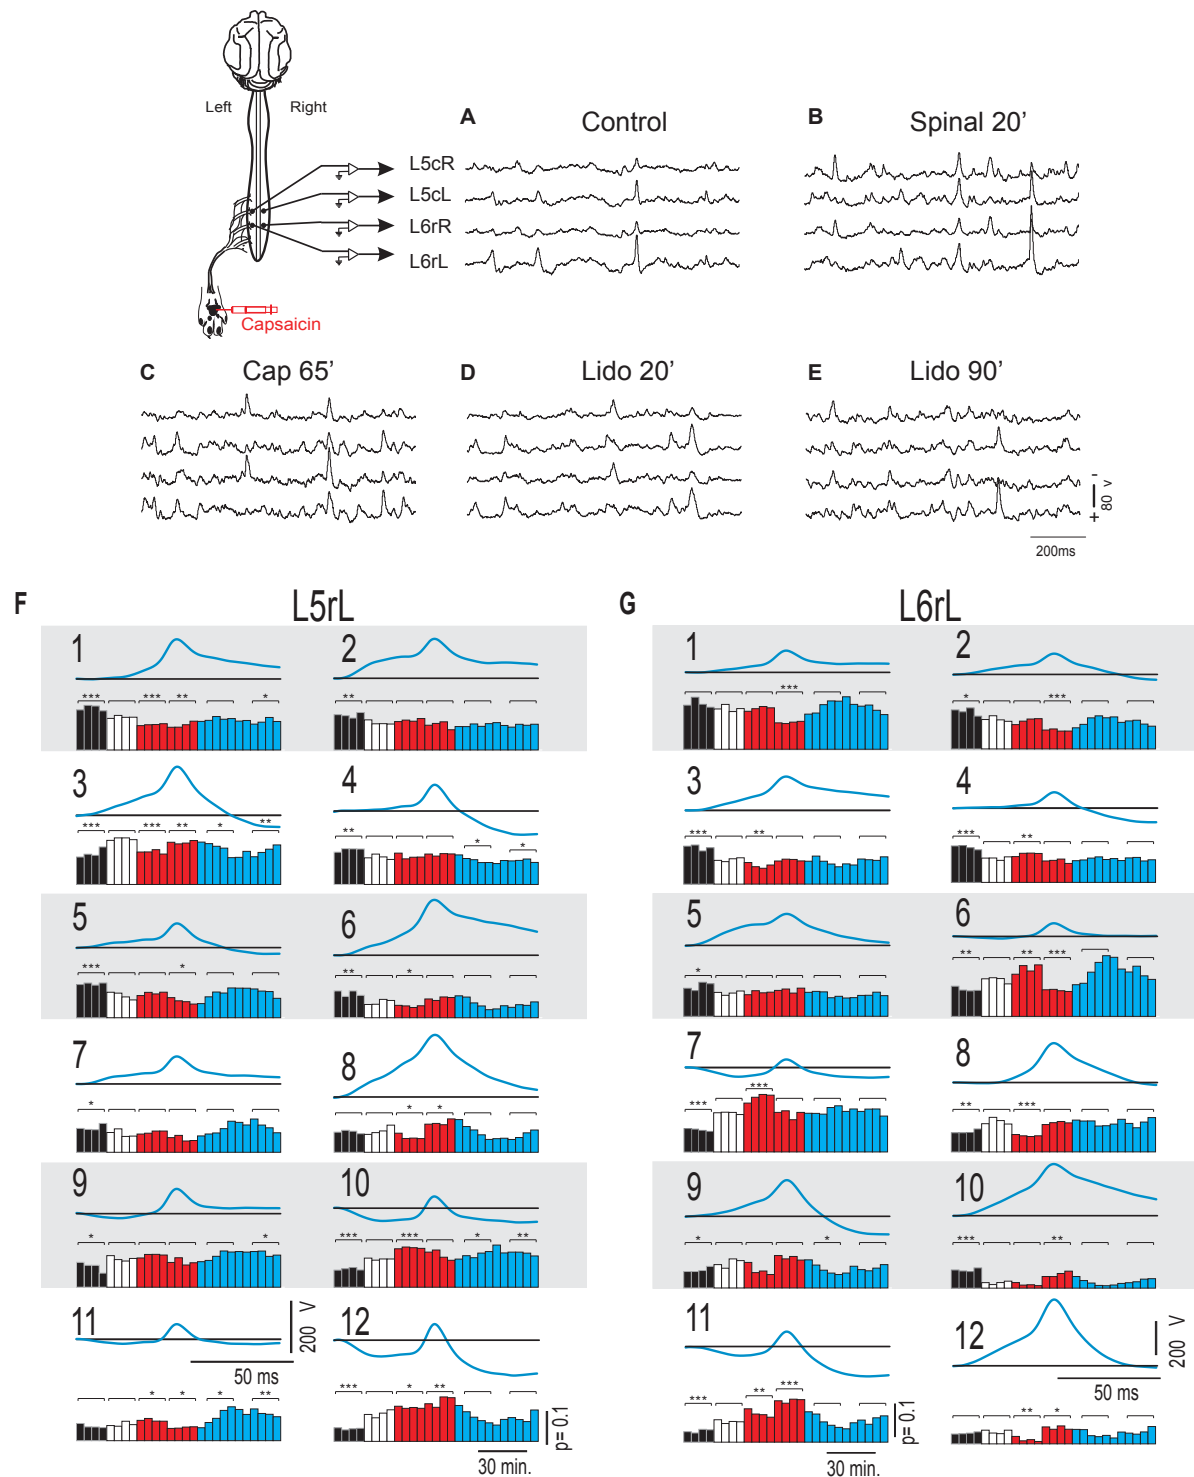 Left Right
A Control
B Spinal 20'
L5cR
L5cL
L6rR
L6rL
Capsaicin
C Cap 65'
D Lido 20'
E Lido 90'
-
+
80 v
200ms
F L5rL
G L6rL
1 2
*** *** ** *
**
1 2
***
* ***
3 4
*** *** ** * **
** * *
3 4
*** **
*** **
5 6
*** *
** *
5 6
*
** ** ***
7 8
*
* *
7 8
*** ***
** ***
9 10
* *
*** *** * **
9 10
* *
*** **
11 12
200 V
50 ms
* * * **
*** * **
p= 0.1
30 min.
11 12
200 V
50 ms
*** ** ***
** *
p= 0.1
30 min.